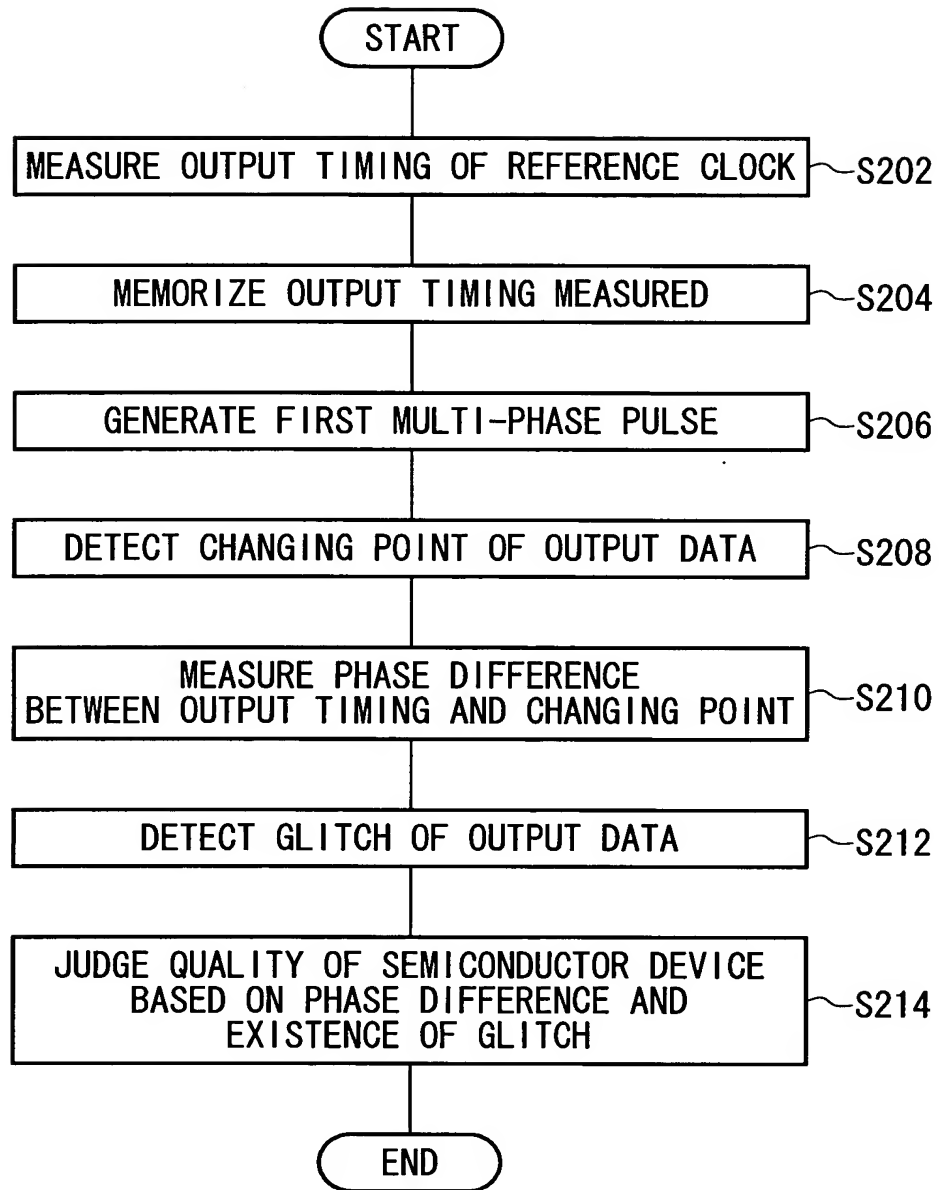 START
MEASURE OUTPUT TIMING OF REFERENCE CLOCK
S202
MEMORIZE OUTPUT TIMING MEASURED
S204
GENERATE FIRST MULTI-PHASE PULSE
S206
DETECT CHANGING POINT OF OUTPUT DATA
S208
MEASURE PHASE DIFFERENCE
BETWEEN OUTPUT TIMING AND CHANGING POINT
S210
DETECT GLITCH OF OUTPUT DATA
S212
JUDGE QUALITY OF SEMICONDUCTOR DEVICE
BASED ON PHASE DIFFERENCE AND
EXISTENCE OF GLITCH
S214
END